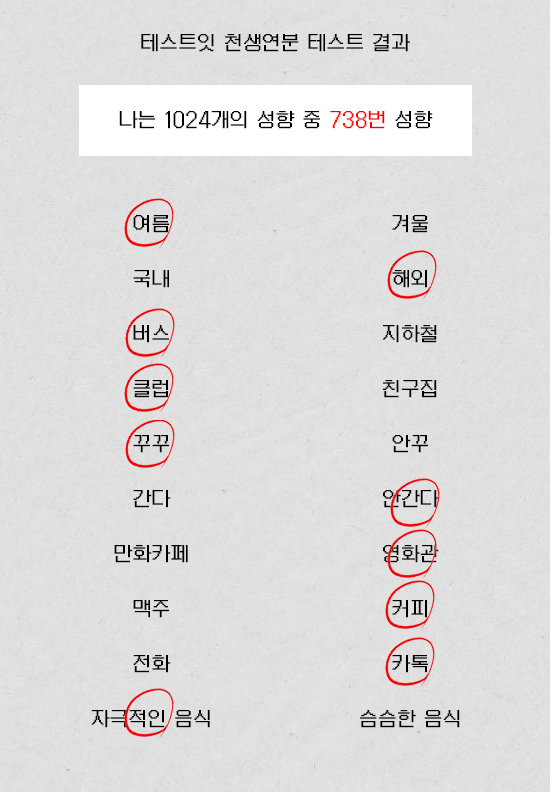 테스트잇 천생연분 테스트 결과
나는 1024개의 성향 중 738번 성향
여름 겨울
국내 해외
버스 지하철
클럽 친구집
꾸꾸 안꾸
간다 안간다
만화카페 영화관
맥주 커피
전화 카톡
자극적인 음식 슴슴한 음식